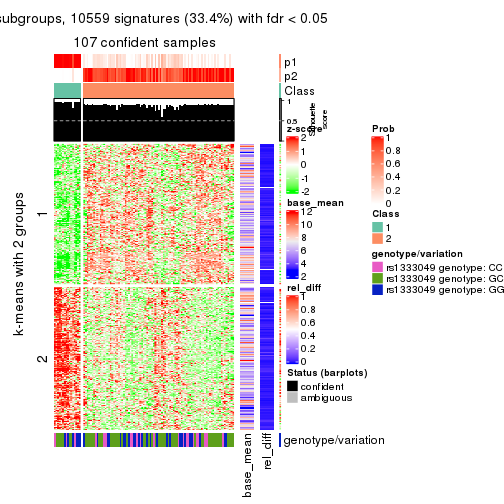 subgroups, 10559 signatures (33.4%) with fdr < 0.05
107 confident samples
p1
p2
Class
1
0.5
0
Silhouette
score
k-means with 2 groups
1
2
genotype/variation
base_mean
rel_diff
z-score
2
1
0
-1
-2
base_mean
12
10
8
6
4
2
rel_diff
1
0.8
0.6
0.4
0.2
0
Status (barplots)
confident
ambiguous
Prob
1
0.8
0.6
0.4
0.2
0
Class
1
2
genotype/variation
rs1333049 genotype: CC
rs1333049 genotype: GC
rs1333049 genotype: GG